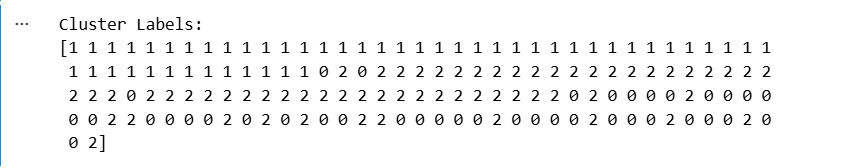 ... Cluster Labels:
[1 1 1 1 1 1 1 1 1 1 1 1 1 1 1 1 1 1 1 1 1 1 1 1 1 1 1 1 1 1 1 1 1 1 1 1 1
1 1 1 1 1 1 1 1 1 1 1 1 1 0 2 0 2 2 2 2 2 2 2 2 2 2 2 2 2 2 2 2 2 2 2 2 2
2 2 2 0 2 2 2 2 2 2 2 2 2 2 2 2 2 2 2 2 2 2 2 2 2 2 0 2 0 0 0 0 2 0 0 0 0
0 0 2 2 0 0 0 0 2 0 2 0 2 0 0 2 2 0 0 0 0 0 2 0 0 0 0 2 0 0 0 2 0 0 0 2 0
0 2]